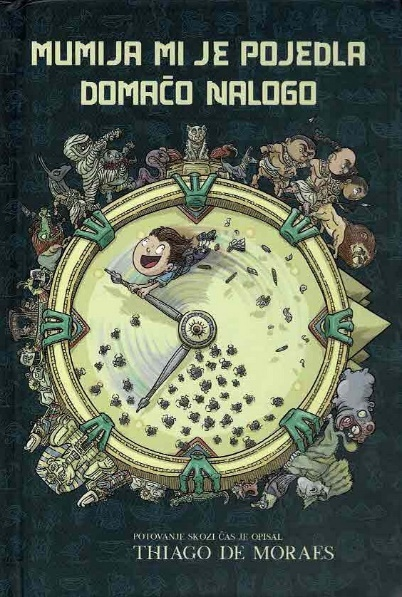 MUMIJA MI JE POJEDLA
DOMAČO NALOGO
POTOVANJE SKOZI ČAS JE OPISAL
THIAGO DE MORAES